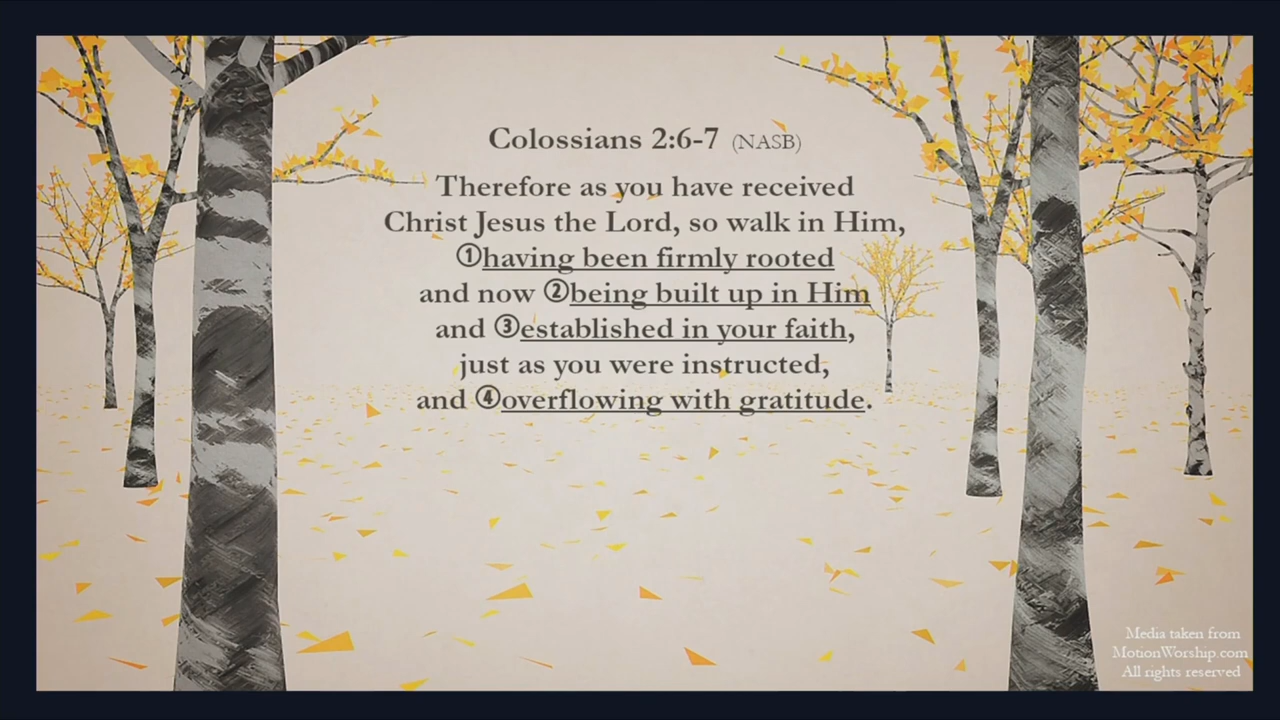 Colossians 2:6-7 (NASB)
Therefore as you have received
Christ Jesus the Lord, so walk in Him,
①having been firmly rooted
and now ②being built up in Him
and ③established in your faith,
just as you were instructed,
and ④overflowing with gratitude.
Media taken from
MotionWorship.com
All rights reserved